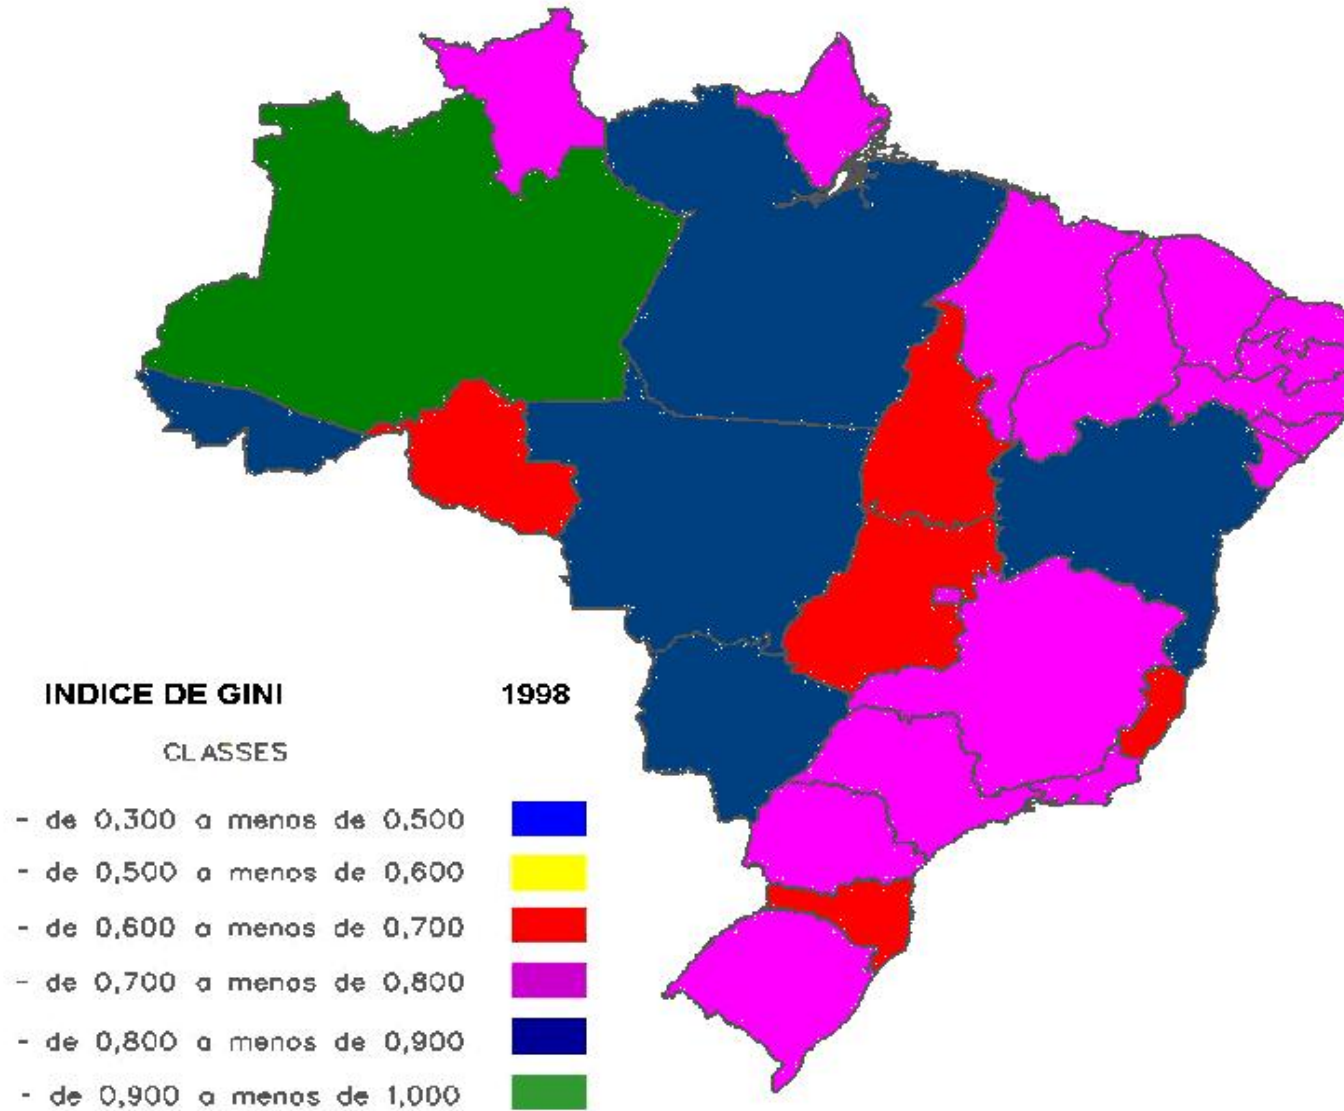 INDICE DE GINI 1998
CLASSES
- de 0,300 a menos de 0,500
- de 0,500 a menos de 0,600
- de 0,600 a menos de 0,700
- de 0,700 a menos de 0,800
- de 0,800 a menos de 0,900
- de 0,900 a menos de 1,000